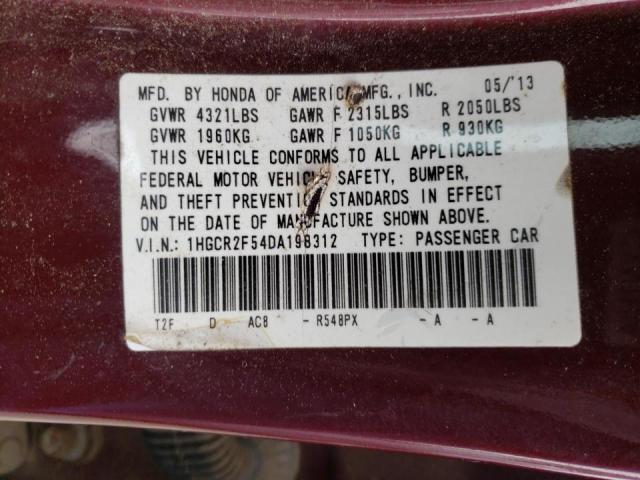 MFD. BY HONDA OF AMERICA MFG., INC. 05/'13
GVWR 4321LBS GAWR F 2315LBS R 2050LBS
GVWR 1960KG GAWR F 1050KG R 930KG
THIS VEHICLE CONFORMS TO ALL APPLICABLE
FEDERAL MOTOR VEHICLE SAFETY, BUMPER,
AND THEFT PREVENTION STANDARDS IN EFFECT
ON THE DATE OF MANUFACTURE SHOWN ABOVE.
V.I.N.: 1HGCR2F54DA198312 TYPE: PASSENGER CAR
T2F D AC8 - R548PX - A - A